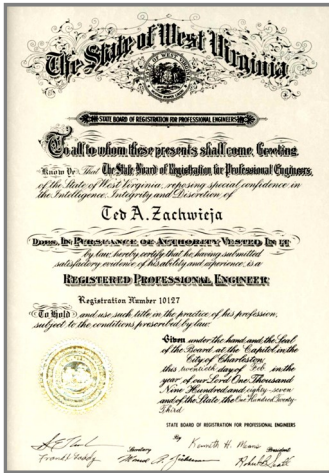 The State of West Virginia
STATE BOARD OF REGISTRATION FOR PROFESSIONAL ENGINEERS
To all to whom these presents shall come, Greeting
Know Ye That The State Board of Registration for Professional Engineers,
of the State of West Virginia, reposing special confidence in
the Intelligence, Integrity and Discretion of
Ted A. Zachwieja
Does, In Pursuance of Authority Vested In It
by law, hereby certify that he, having submitted
satisfactory evidence of his ability and experience, is a
Registered Professional Engineer
Registration Number 10127
To Hold and use such title in the practice of his profession,
subject to the conditions prescribed by law
Given under the hand and the Seal
of the Board at the Capitol, in the
City of Charleston
this twentieth day of Feb in the
year of our Lord One Thousand
Nine Hundred and eighty-seven
and of the State the One Hundred Twenty
Third
STATE BOARD OF REGISTRATION FOR PROFESSIONAL ENGINEERS
By
Secretary
President